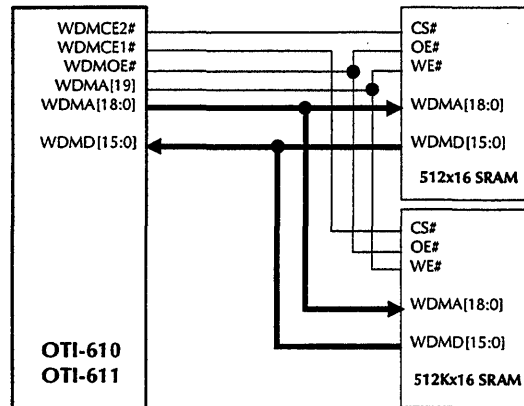 WDMCE2#
WDMCE1#
WDMOE#
WDMA[19]
WDMA[18:0]
WDMD[15:0]
OTI-610
OTI-611
CS#
OE#
WE#
WDMA[18:0]
WDMD[15:0]
512x16 SRAM
CS#
OE#
WE#
WDMA[18:0]
WDMD[15:0]
512Kx16 SRAM